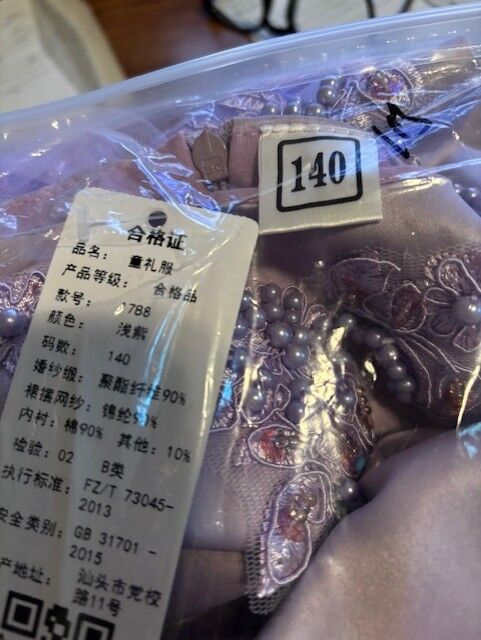 140
合格证
品名: 童礼服
产品等级: 合格品
款号: 1788
颜色: 浅紫
码数: 140
婚纱缎: 聚酯纤维90%
裙摆网纱: 锦纶
内衬: 棉90% 其他: 10%
检验: 02 B类
执行标准: FZ/T 73045-
2013
安全类别: GB 31701 -
2015
产地址: 汕头市党校
路11号